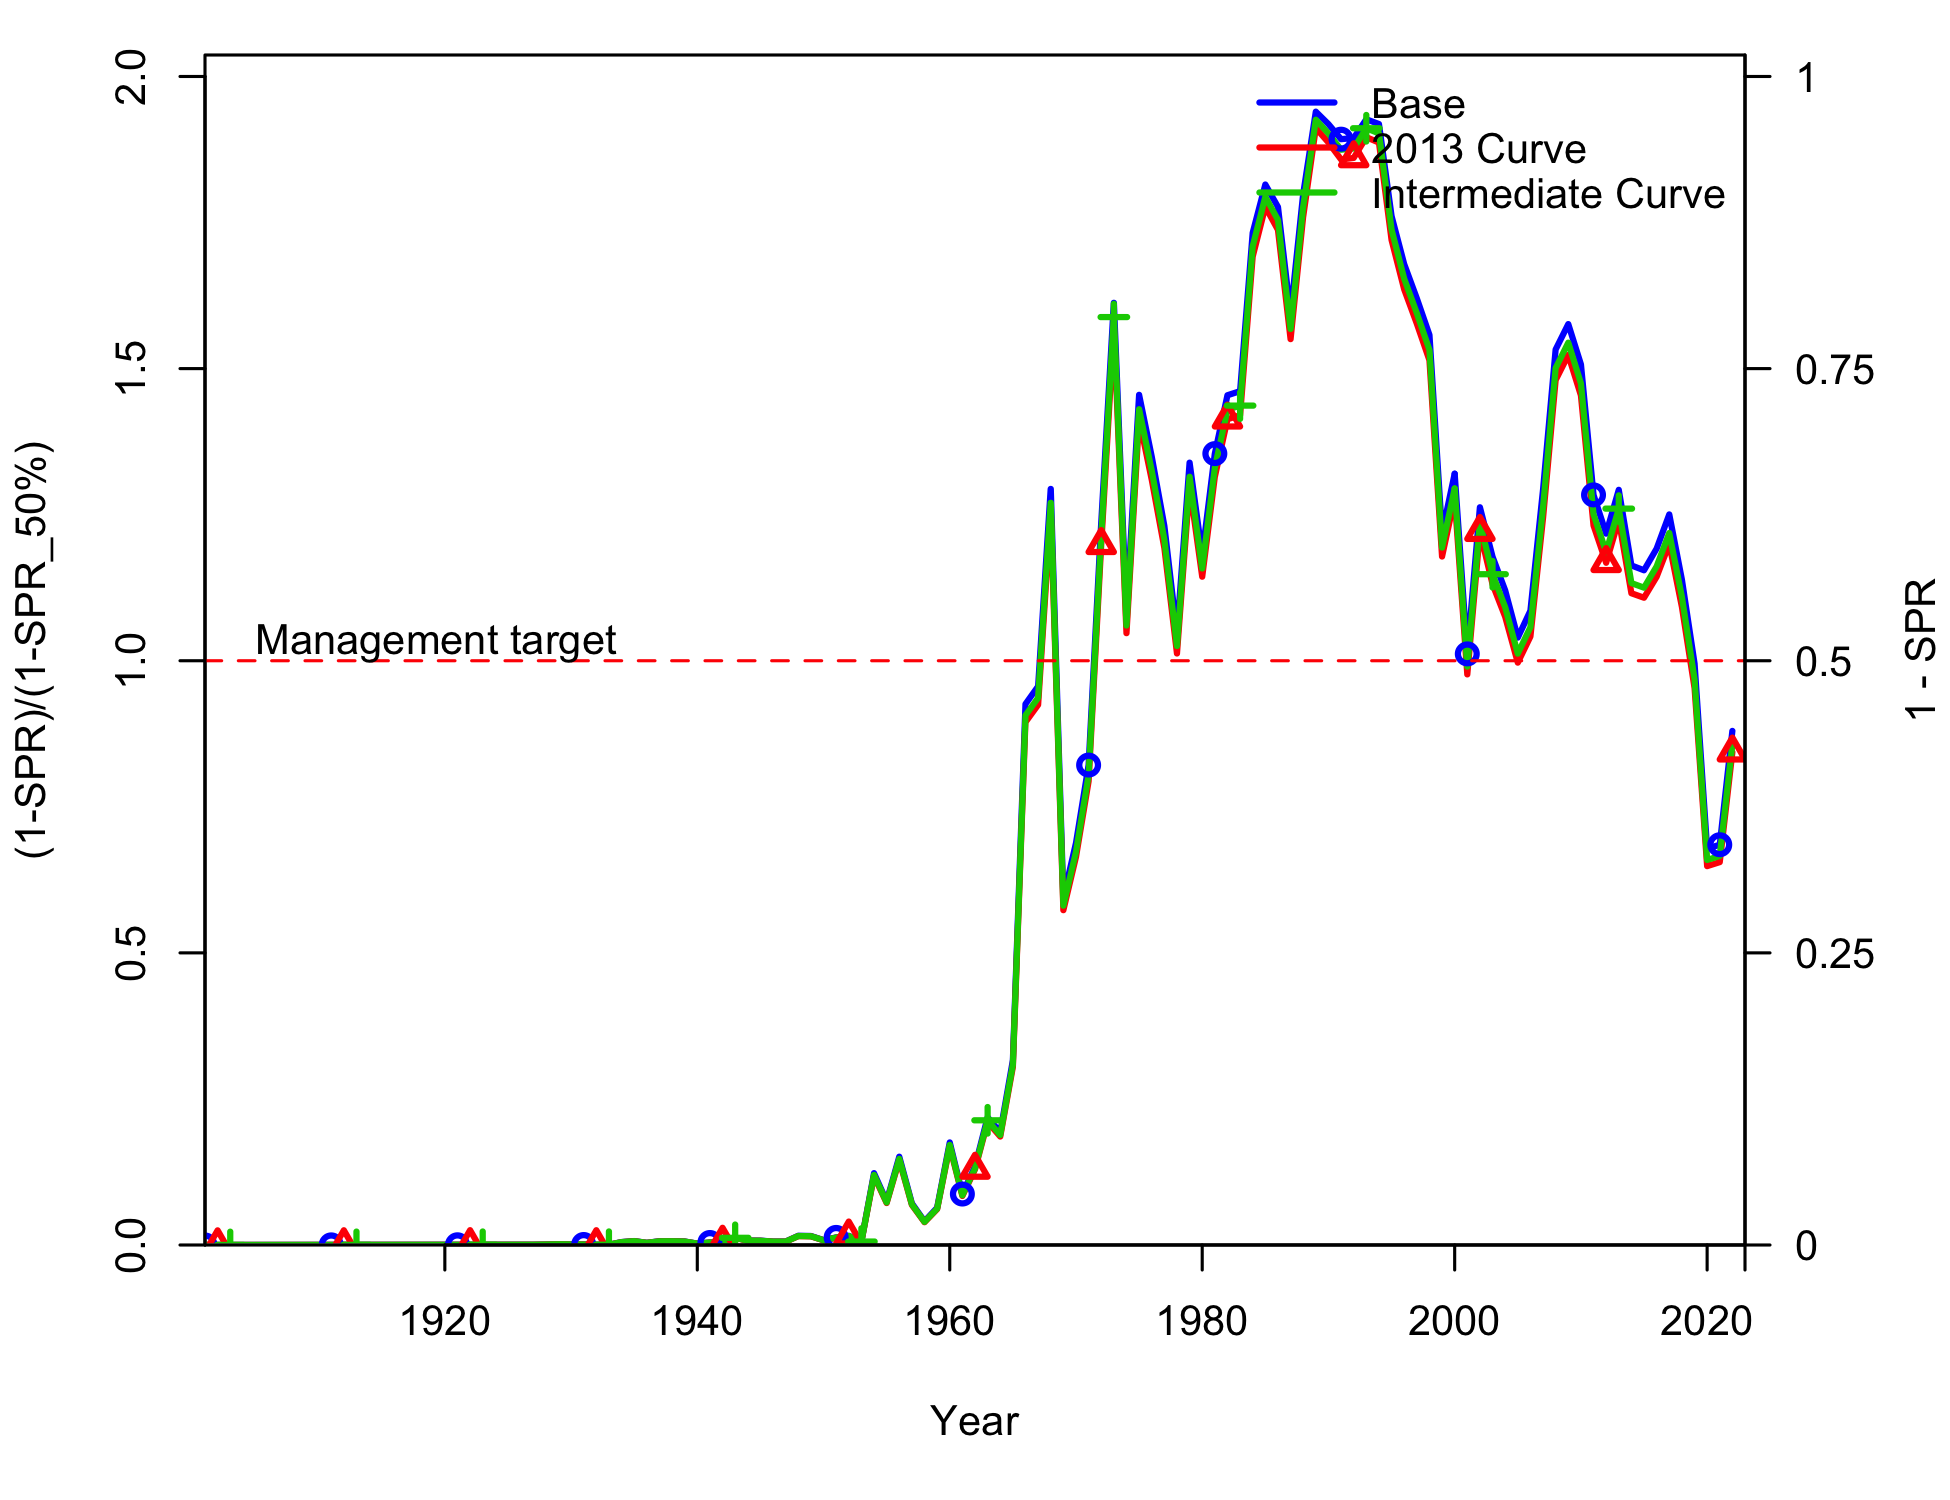 2.0
1.5
1.0
0.5
0.0
(1-SPR)/(1-SPR_50%)
Base
2013 Curve
Intermediate Curve
Management target
1
0.75
0.5
0.25
0
1 - SPR
1920
1940
1960
1980
2000
2020
Year